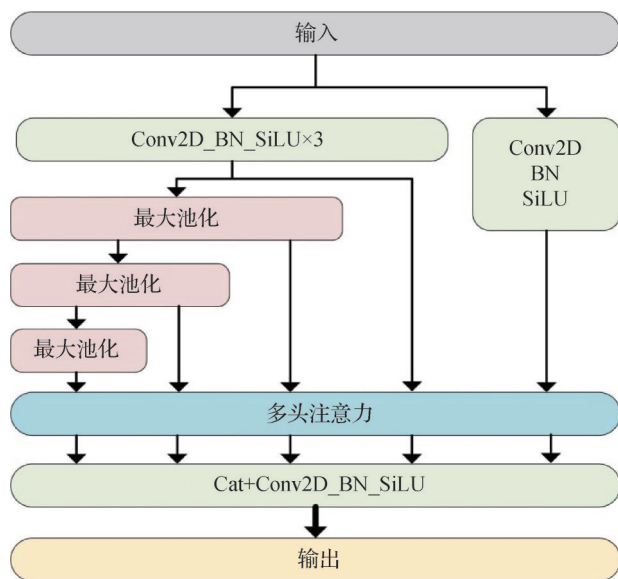 输入
Conv2D_BN_SiLU×3
Conv2D
BN
SiLU
最大池化
最大池化
最大池化
多头注意力
Cat+Conv2D_BN_SiLU
输出